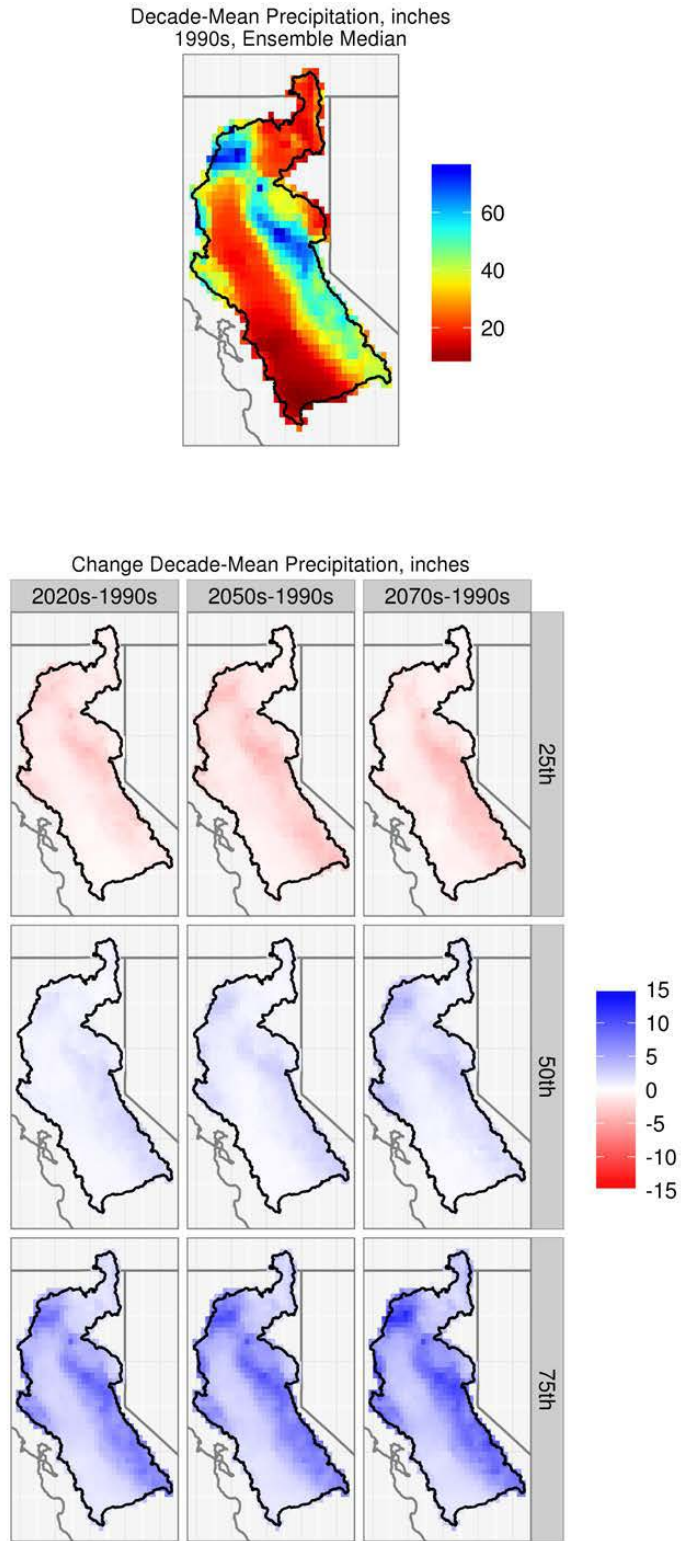 Decade-Mean Precipitation, inches
1990s, Ensemble Median
60
40
20
Change Decade-Mean Precipitation, inches
2020s-1990s
2050s-1990s
2070s-1990s
25th
50th
15
10
5
0
-5
-10
-15
75th